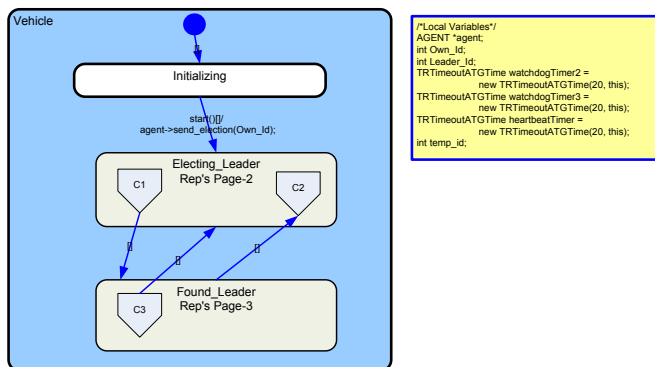 Vehicle
[]
Initializing
start()[]/
agent->send_election(Own_Id);
Electing_Leader
Rep's Page-2
C1
C2
[]
[]
[]
Found_Leader
Rep's Page-3
C3
/*Local Variables*/
AGENT *agent;
int Own_Id;
int Leader_Id;
TRTimeoutATGTime watchdogTimer2 =
new TRTimeoutATGTime(20, this);
TRTimeoutATGTime watchdogTimer3 =
new TRTimeoutATGTime(20, this);
TRTimeoutATGTime heartbeatTimer =
new TRTimeoutATGTime(20, this);
int temp_id;